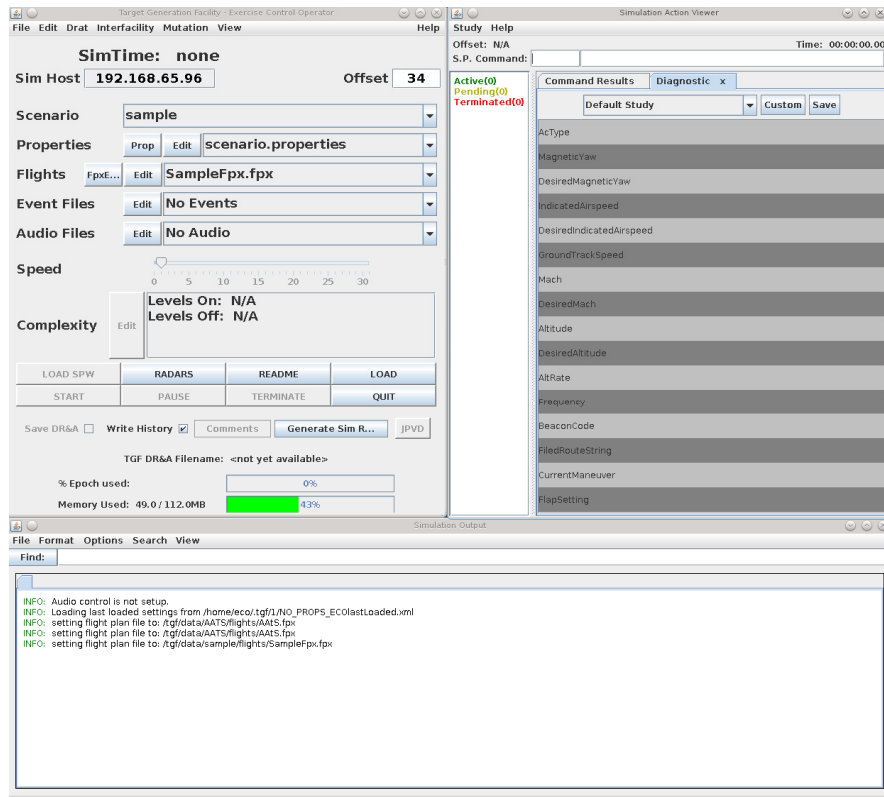 Target Generation Facility - Exercise Control Operator
File Edit Drat Interfacility Mutation View Help
SimTime: none
Sim Host 192.168.65.96 Offset 34
Scenario sample
Properties Prop Edit scenario.properties
Flights FpxE... Edit SampleFpx.fpx
Event Files Edit No Events
Audio Files Edit No Audio
Speed
0 5 10 15 20 25 30
Complexity Edit
Levels On: N/A
Levels Off: N/A
LOAD SPW RADARS README LOAD
START PAUSE TERMINATE QUIT
Save DR&A Write History Comments Generate Sim R... JPVD
TGF DR&A Filename: <not yet available>
% Epoch used: 0%
Memory Used: 49.0 / 112.0MB 43%
Simulation Action Viewer
Study Help
Offset: N/A Time: 00:00:00.00
S.P. Command:
Active(0)
Pending(0)
Terminated(0)
Command Results Diagnostic x
Default Study Custom Save
AcType
MagneticYaw
DesiredMagneticYaw
IndicatedAirspeed
DesiredIndicatedAirspeed
GroundTrackSpeed
Mach
DesiredMach
Altitude
DesiredAltitude
AltRate
Frequency
BeaconCode
FiledRouteString
CurrentManeuver
FlapSetting
Simulation Output
File Format Options Search View
Find:
INFO: Audio control is not setup.
INFO: Loading last loaded settings from /home/eco/.tgf/1/NO_PROPS_ECOlastLoaded.xml
INFO: setting flight plan file to: /tgf/data/AATS/flights/AAtS.fpx
INFO: setting flight plan file to: /tgf/data/AATS/flights/AAtS.fpx
INFO: setting flight plan file to: /tgf/data/sample/flights/SampleFpx.fpx